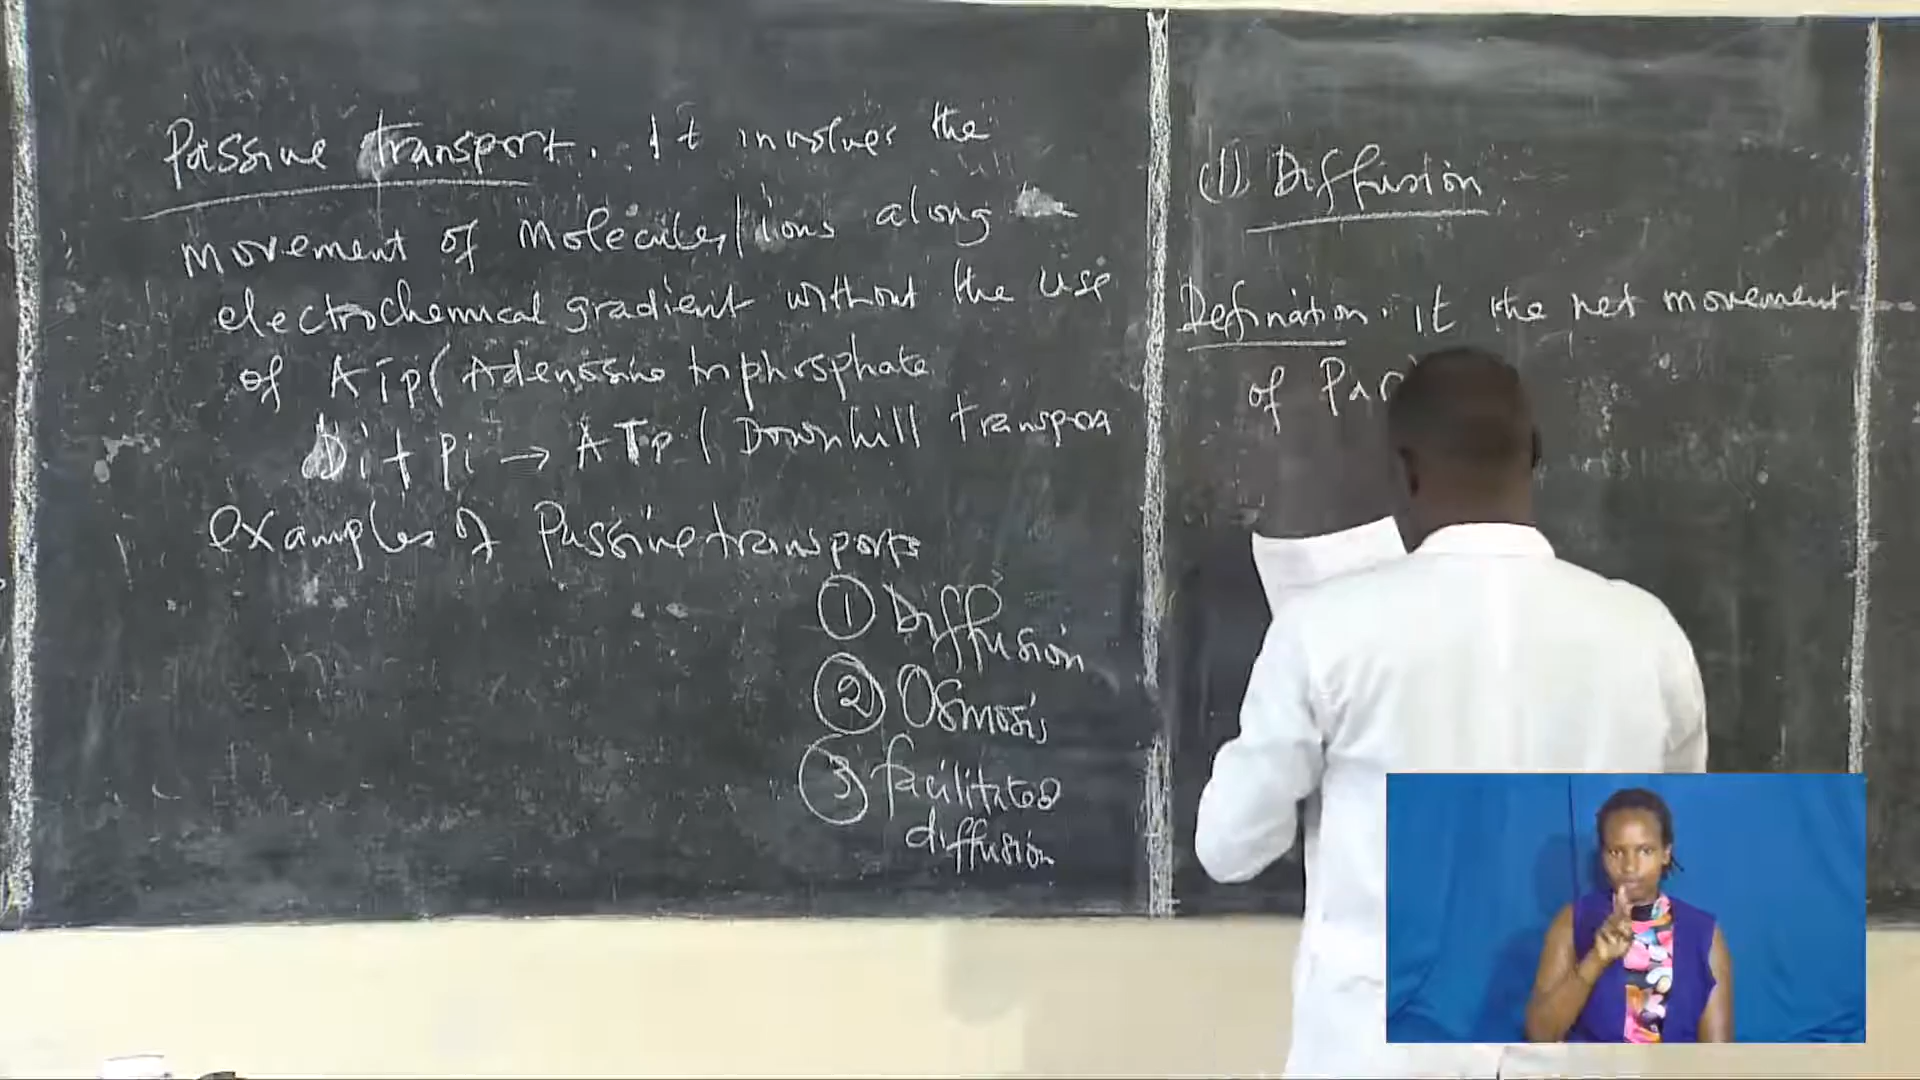 Passive transport. It involves the
movement of molecules/ions along
electrochemical gradient without the use
of ATP (Adenosine triphosphate
Di + Pi → ATP (Downhill transport
examples of Passive transports
① Diffusion
② Osmosis
③ facilitated
diffusion
(1) Diffusion
Defination. it the net movement
of Par